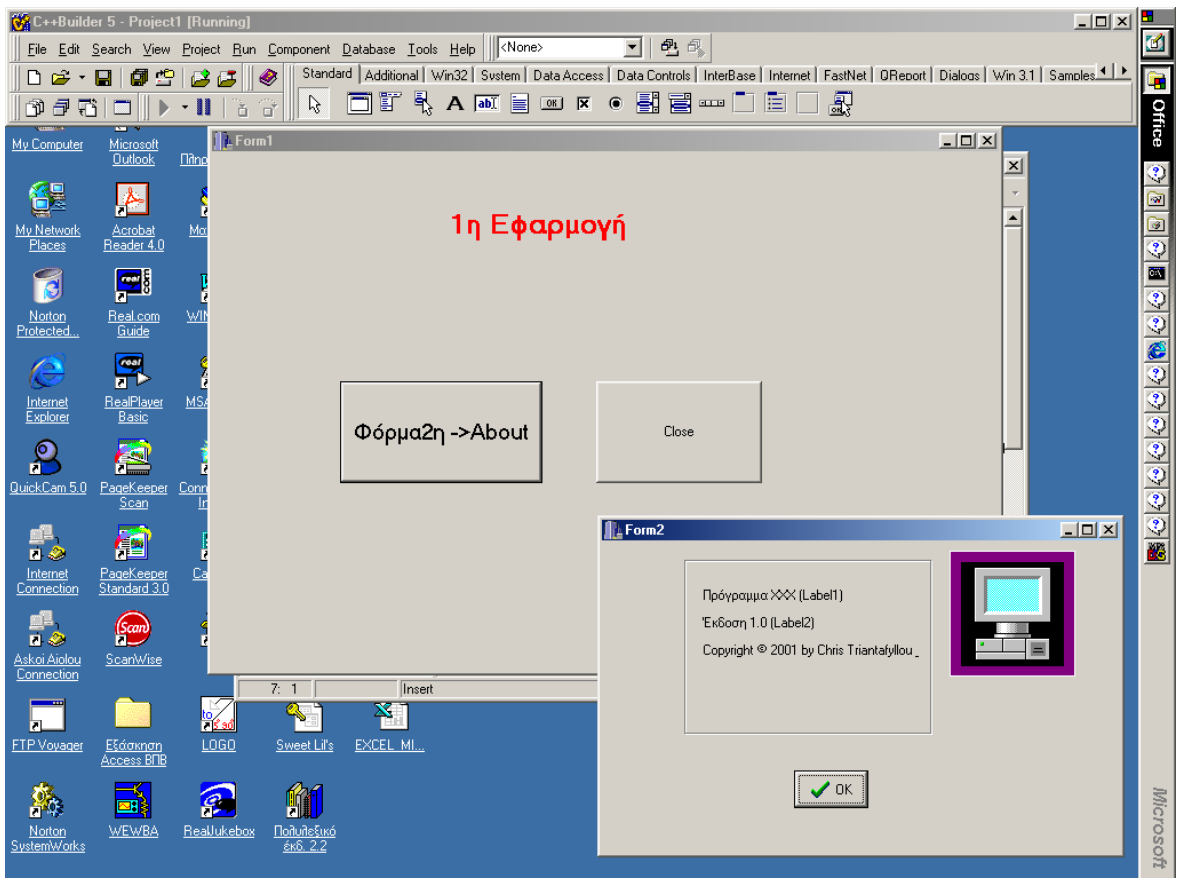 C++Builder 5 - Project1 [Running]
File Edit Search View Project Run Component Database Tools Help <None>
Standard Additional Win32 System Data Access Data Controls InterBase Internet FastNet QReport Dialogs Win 3.1 Samples
Office
My Computer
Microsoft Outlook
Form1
1η Εφαρμογή
My Network Places
Acrobat Reader 4.0
Norton Protected...
Real.com Guide
Internet Explorer
RealPlayer Basic
Φόρμα2η ->About
Close
QuickCam 5.0
PageKeeper Scan
Form2
Πρόγραμμα XXX (Label1)
Έκδοση 1.0 (Label2)
Copyright © 2001 by Chris Triantafyllou _
OK
Internet Connection
PageKeeper Standard 3.0
Askoi Aiolou Connection
ScanWise
7: 1 Insert
FTP Voyager
Εξάσκηση Access ΒΠΒ
LOGO
Sweet Lil's
EXCEL_MI...
Norton SystemWorks
WEWBA
RealJukebox
Πολυλεξικό έκδ. 2.2
Microsoft